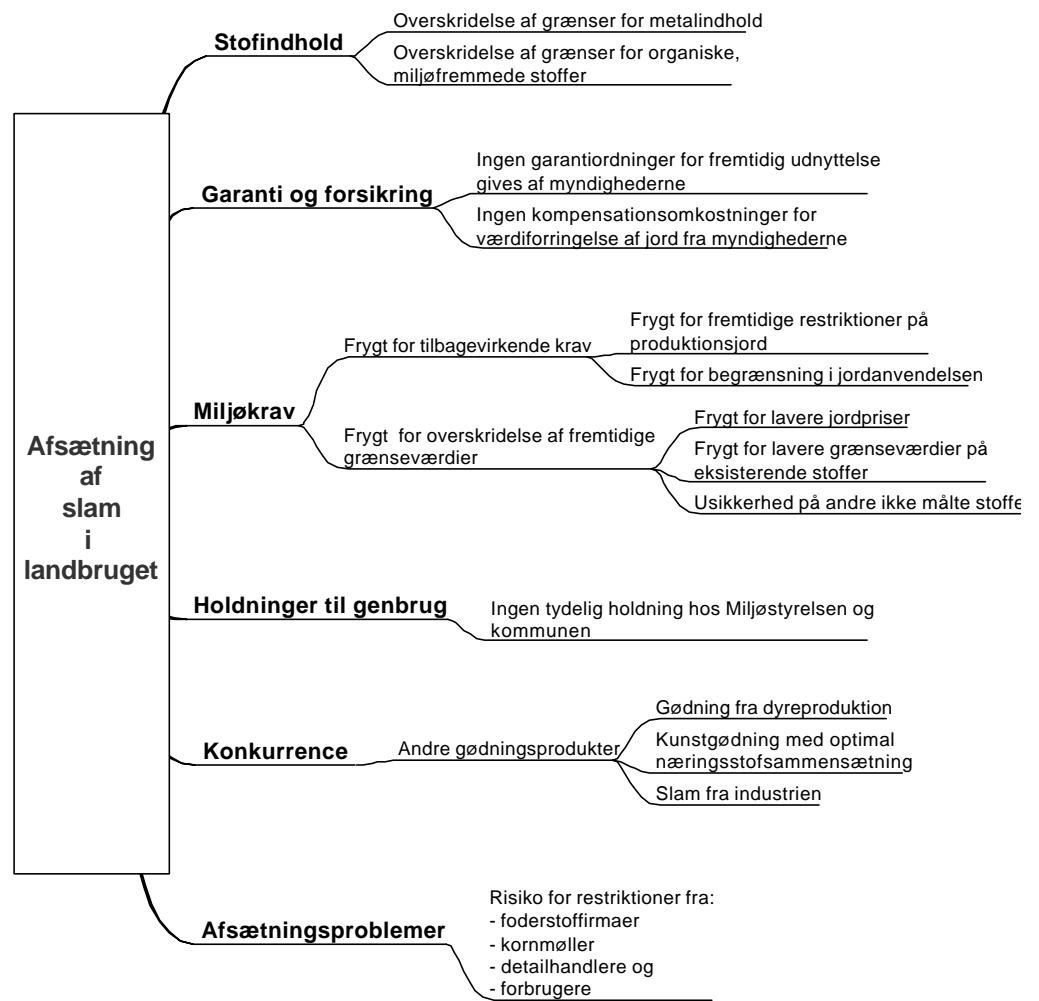 Afsætning
af
slam
i
landbruget
Stofindhold
Overskridelse af grænser for metalindhold
Overskridelse af grænser for organiske,
miljøfremmede stoffer
Garanti og forsikring
Ingen garantiordninger for fremtidig udnyttelse
gives af myndighederne
Ingen kompensationsomkostninger for
værdiforringelse af jord fra myndighederne
Miljøkrav
Frygt for tilbagevirkende krav
Frygt for fremtidige restriktioner på
produktionsjord
Frygt for begrænsning i jordanvendelsen
Frygt for overskridelse af fremtidige
grænseværdier
Frygt for lavere jordpriser
Frygt for lavere grænseværdier på
eksisterende stoffer
Usikkerhed på andre ikke målte stoffe
Holdninger til genbrug
Ingen tydelig holdning hos Miljøstyrelsen og
kommunen
Konkurrence
Andre gødningsprodukter
Gødning fra dyreproduktion
Kunstgødning med optimal
næringsstofsammensætning
Slam fra industrien
Afsætningsproblemer
Risiko for restriktioner fra:
- foderstoffirmaer
- kornmøller
- detailhandlere og
- forbrugere